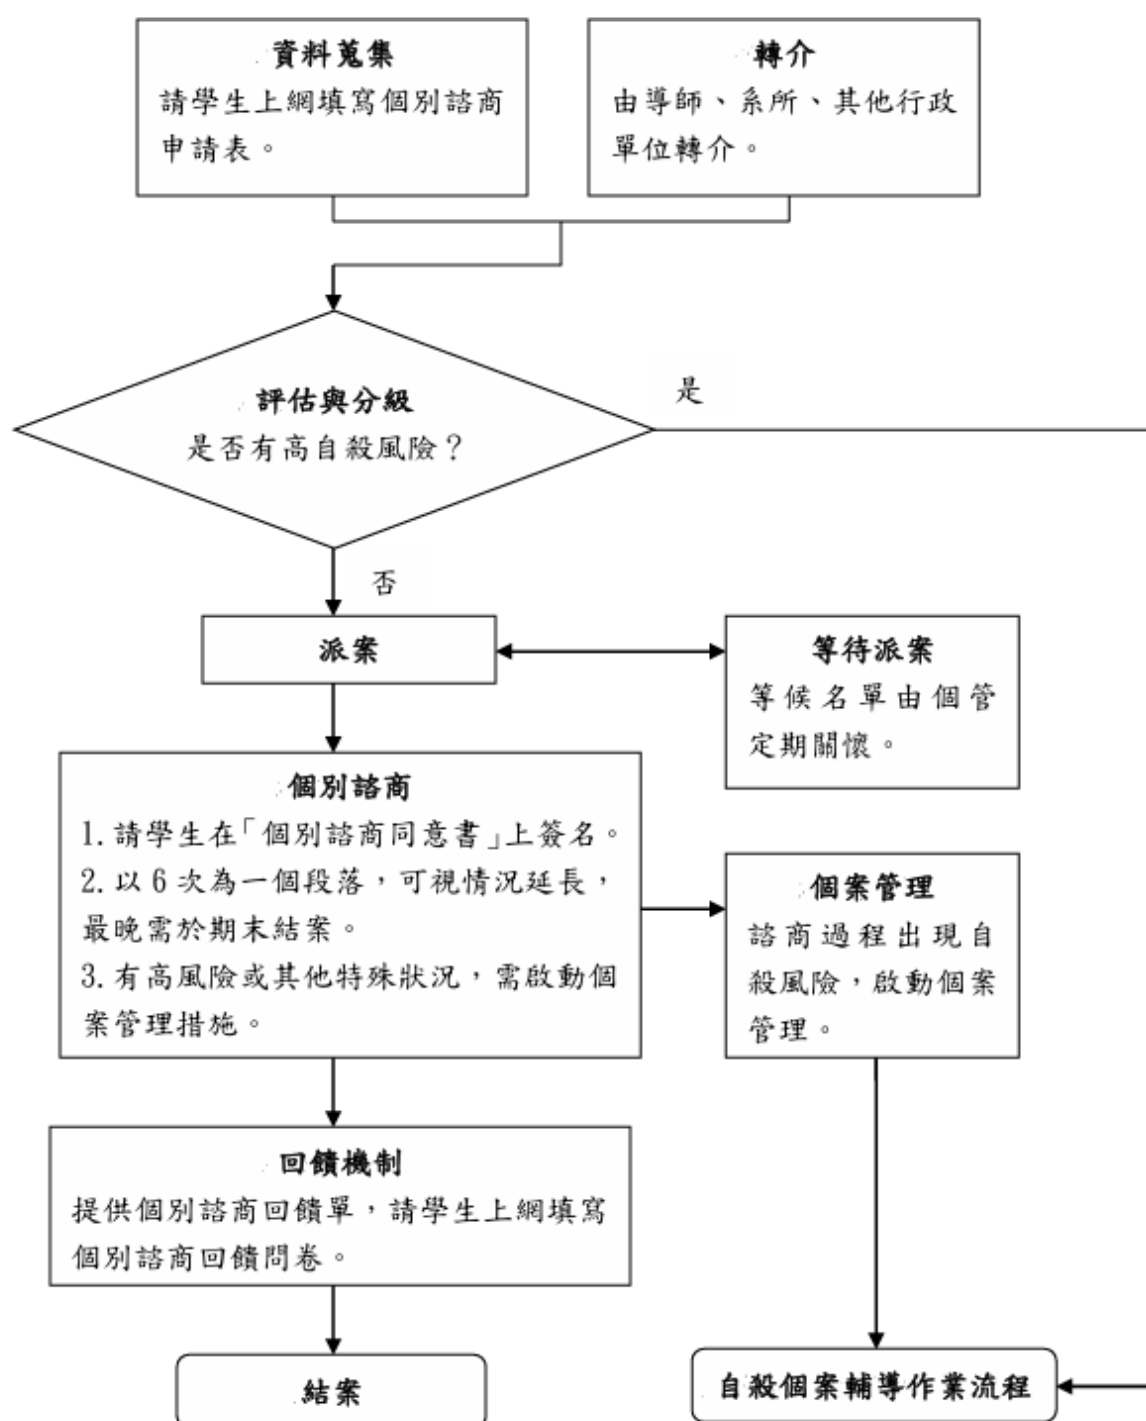 資料蒐集
請學生上網填寫個別諮商
申請表。
轉介
由導師、系所、其他行政
單位轉介。
評估與分級
是否有高自殺風險？
是
否
派案
等待派案
等候名單由個管
定期關懷。
個別諮商
1.請學生在「個別諮商同意書」上簽名。
2.以6次為一個段落，可視情況延長，
最晚需於期末結案。
3.有高風險或其他特殊狀況，需啟動個
案管理措施。
個案管理
諮商過程出現自
殺風險，啟動個案
管理。
回饋機制
提供個別諮商回饋單，請學生上網填寫
個別諮商回饋問卷。
結案
自殺個案輔導作業流程